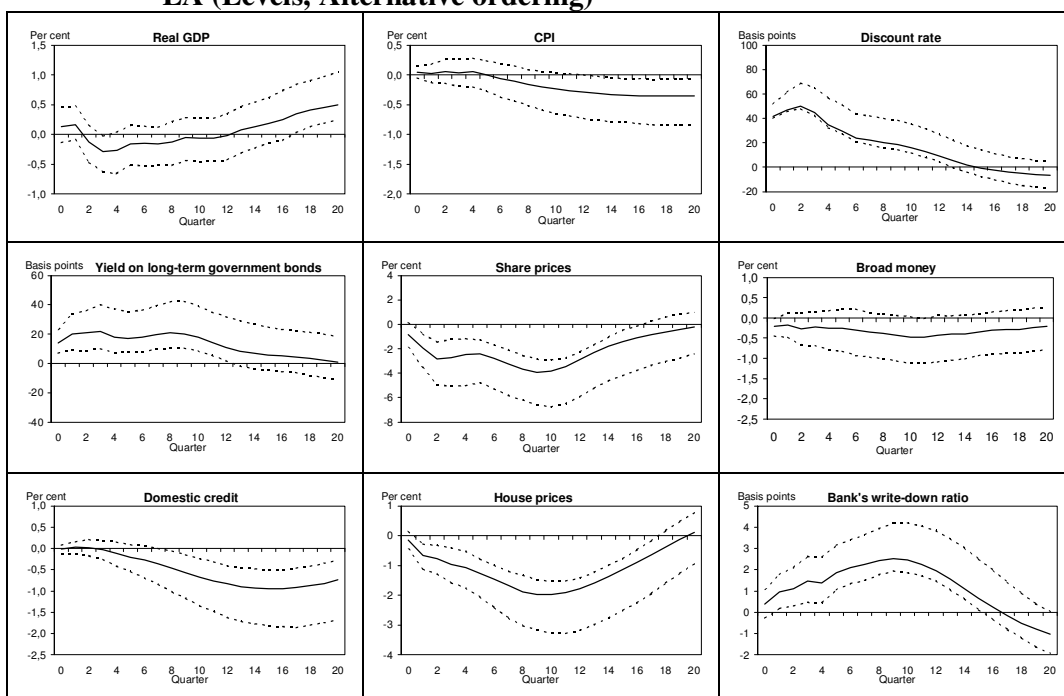 (Levels, Alternative ordering)
Per cent
Real GDP
1,5
1,0
0,5
0,0
-0,5
-1,0
0 2 4 6 8 10 12 14 16 18 20
Quarter
Per cent
CPI
0,5
0,0
-0,5
-1,0
-1,5
-2,0
0 2 4 6 8 10 12 14 16 18 20
Quarter
Basis points
Discount rate
100
80
60
40
20
0
-20
0 2 4 6 8 10 12 14 16 18 20
Quarter
Basis points
Yield on long-term government bonds
60
40
20
0
-20
-40
0 2 4 6 8 10 12 14 16 18 20
Quarter
Per cent
Share prices
4
2
0
-2
-4
-6
-8
0 2 4 6 8 10 12 14 16 18 20
Quarter
Per cent
Broad money
1,0
0,5
0,0
-0,5
-1,0
-1,5
-2,0
-2,5
0 2 4 6 8 10 12 14 16 18 20
Quarter
Per cent
Domestic credit
1,0
0,5
0,0
-0,5
-1,0
-1,5
-2,0
-2,5
0 2 4 6 8 10 12 14 16 18 20
Quarter
Per cent
House prices
1
0
-1
-2
-3
-4
0 2 4 6 8 10 12 14 16 18 20
Quarter
Basis points
Bank's write-down ratio
5
4
3
2
1
0
-1
-2
0 2 4 6 8 10 12 14 16 18 20
Quarter